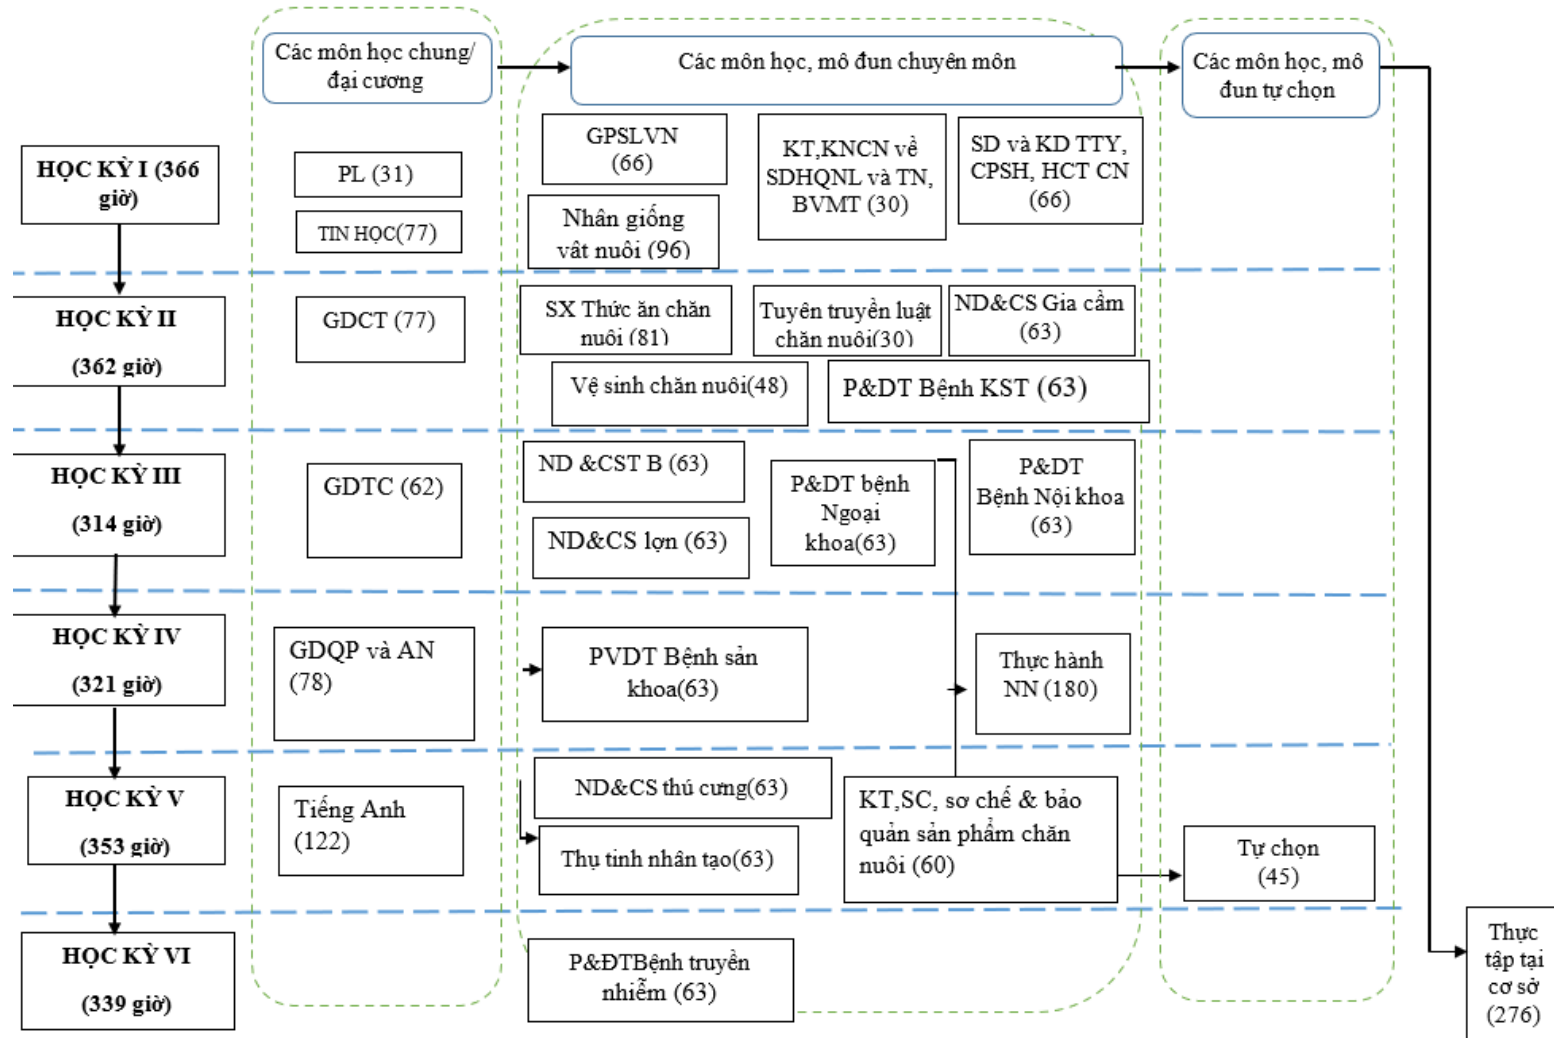 Các môn học chung/
đại cương
Các môn học, mô đun chuyên môn
Các môn học, mô
đun tự chọn
HỌC KỲ I (366
giờ)
PL (31)
TIN HỌC(77)
GPSLVN
(66)
Nhân giống
vât nuôi (96)
KT,KNCN về
SDHQNL và TN,
BVMT (30)
SD và KD TTY,
CPSH, HCT CN
(66)
HỌC KỲ II
(362 giờ)
GDCT (77)
SX Thức ăn chăn
nuôi (81)
Tuyên truyền luật
chăn nuôi(30)
ND&CS Gia cầm
(63)
Vệ sinh chăn nuôi(48)
P&DT Bệnh KST (63)
HỌC KỲ III
(314 giờ)
GDTC (62)
ND &CST B (63)
ND&CS lợn (63)
P&DT bệnh
Ngoại
khoa(63)
P&DT
Bệnh Nội khoa
(63)
HỌC KỲ IV
(321 giờ)
GDQP và AN
(78)
PVDT Bệnh sản
khoa(63)
Thực hành
NN (180)
HỌC KỲ V
(353 giờ)
Tiếng Anh
(122)
ND&CS thú cưng(63)
Thụ tinh nhân tạo(63)
KT,SC, sơ chế & bảo
quản sản phẩm chăn
nuôi (60)
Tự chọn
(45)
HỌC KỲ VI
(339 giờ)
P&ĐTBệnh truyền
nhiễm (63)
Thực
tập tại
cơ sở
(276)